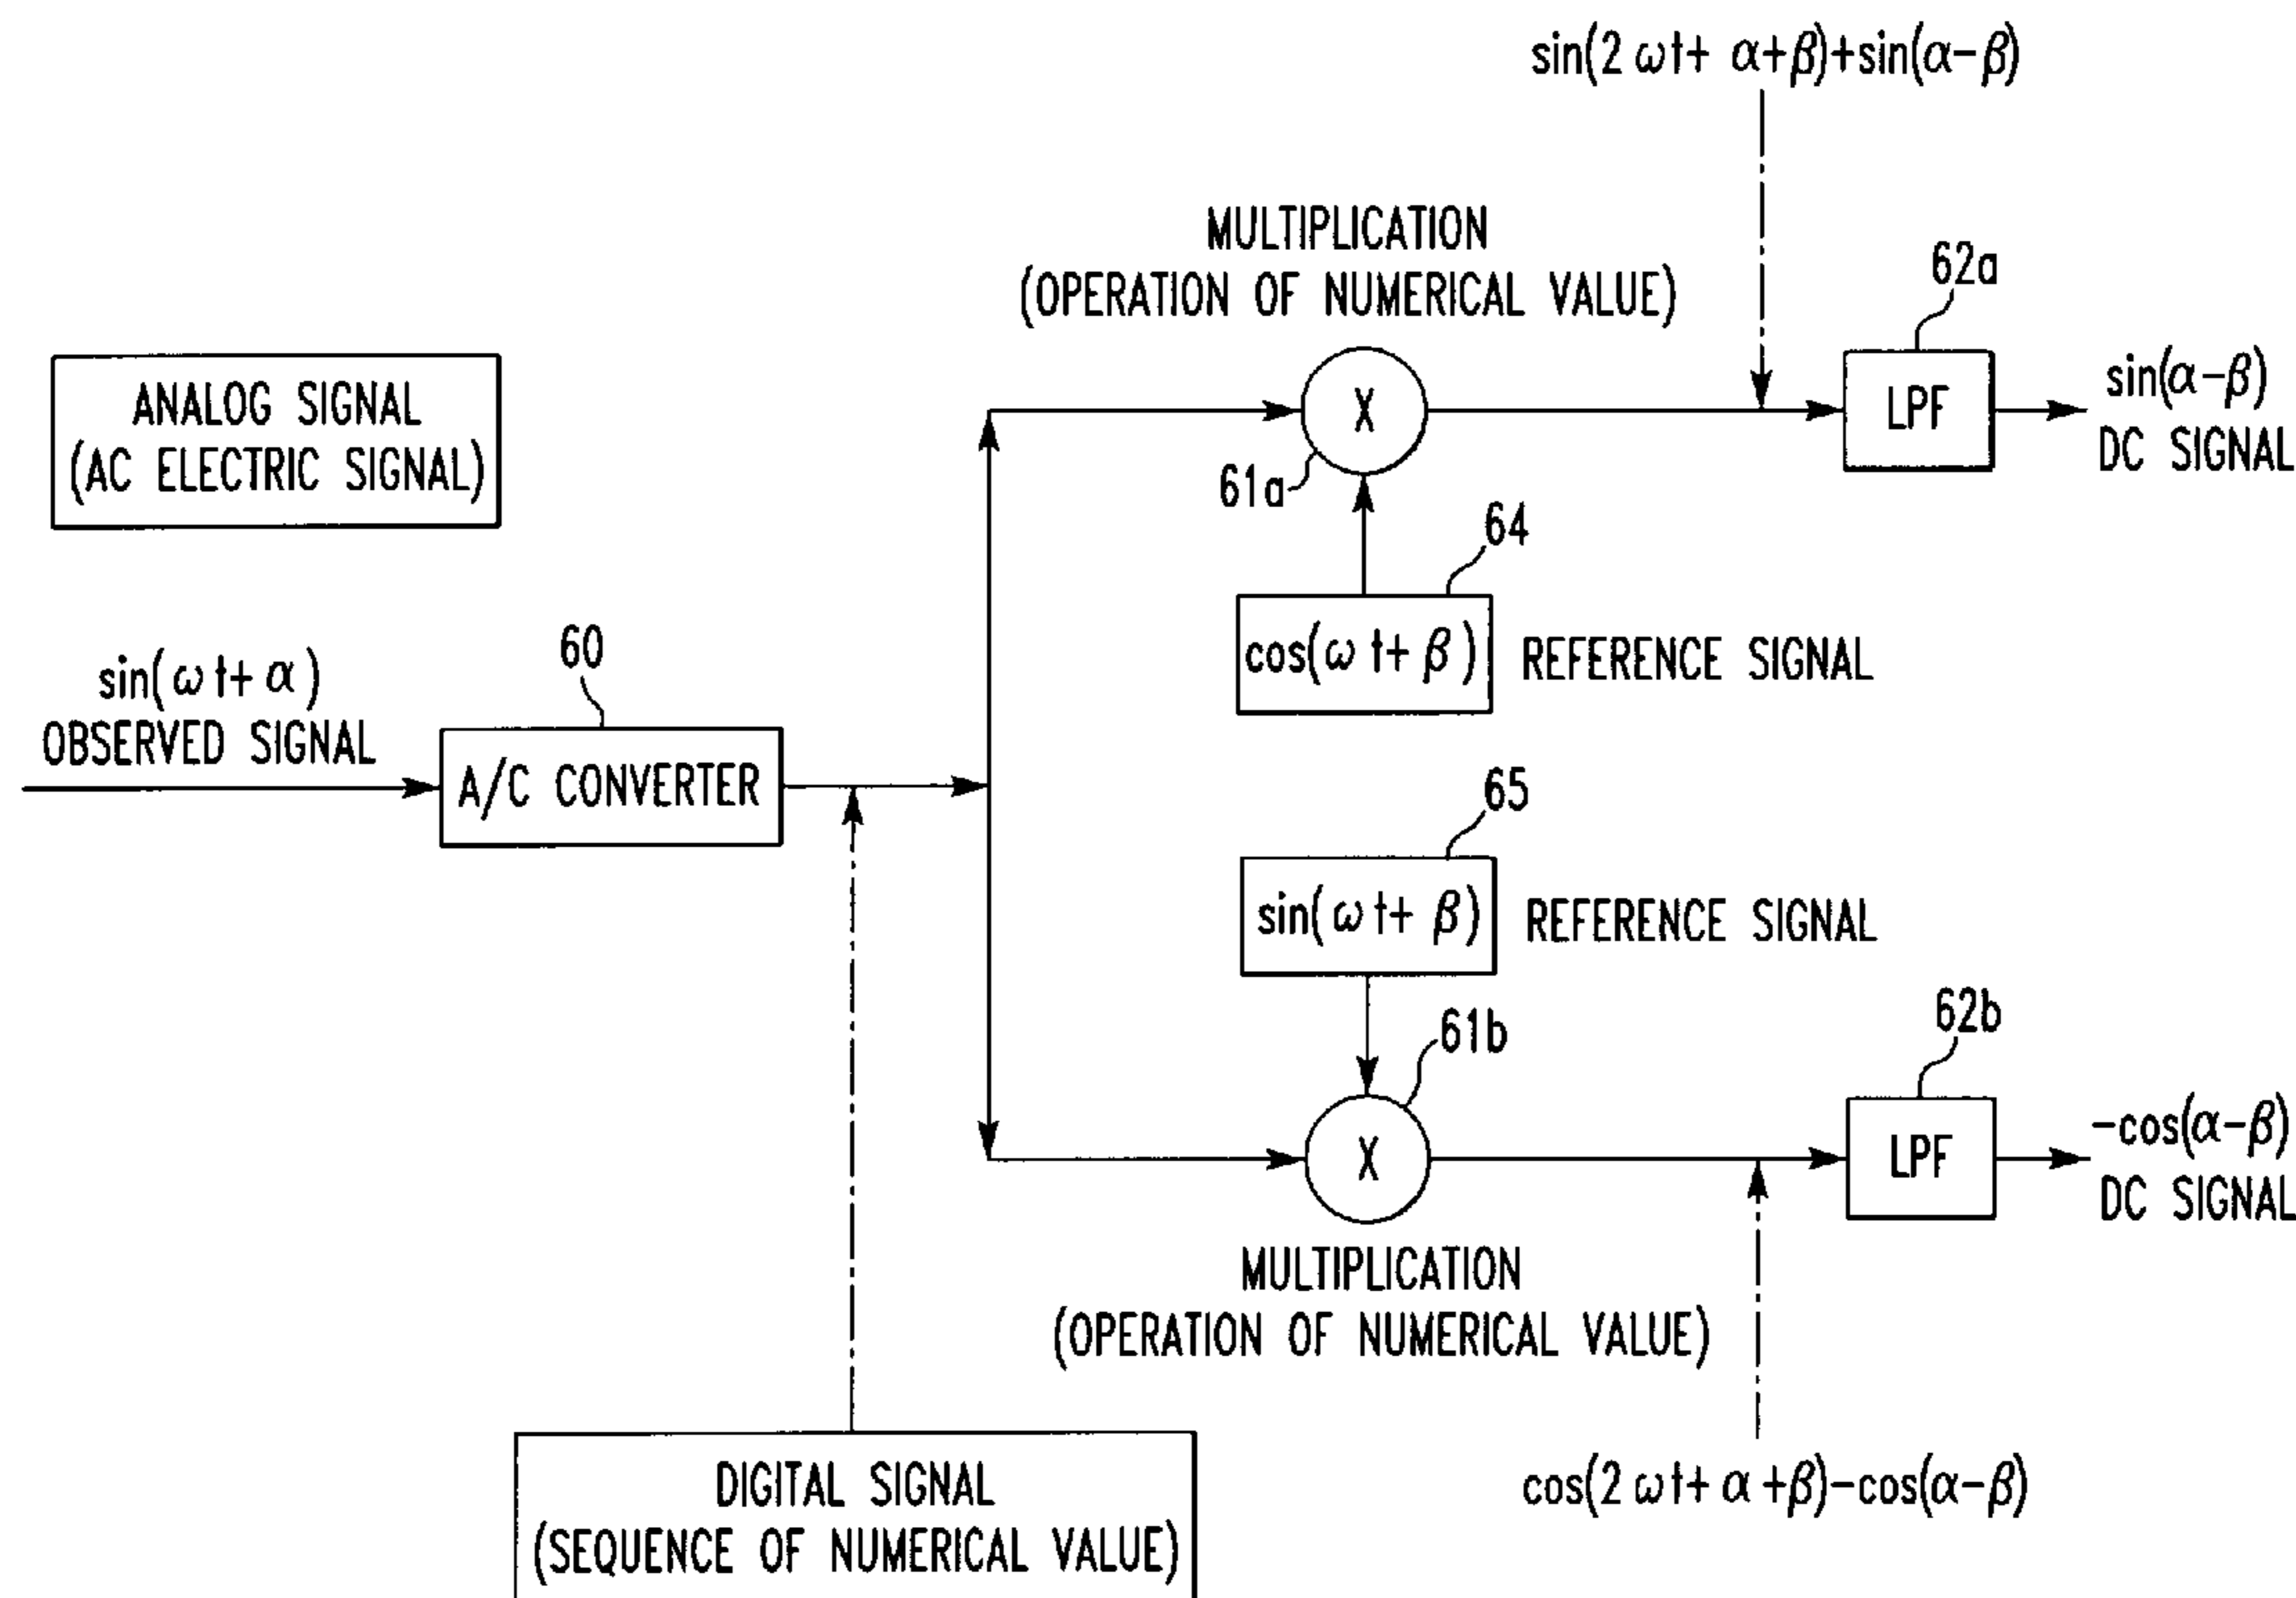 sin(2 ωt+ α+β)+sin(α-β)
MULTIPLICATION
(OPERATION OF NUMERICAL VALUE)
62a
ANALOG SIGNAL
(AC ELECTRIC SIGNAL)
X
LPF
sin(α-β)
DC SIGNAL
61a
64
cos(ω t+ β)
REFERENCE SIGNAL
sin(ωt+ α)
OBSERVED SIGNAL
60
A/C CONVERTER
65
sin(ω t+ β)
REFERENCE SIGNAL
61b
62b
X
LPF
-cos(α-β)
DC SIGNAL
MULTIPLICATION
(OPERATION OF NUMERICAL VALUE)
cos(2 ωt+ α +β)-cos(α-β)
DIGITAL SIGNAL
(SEQUENCE OF NUMERICAL VALUE)